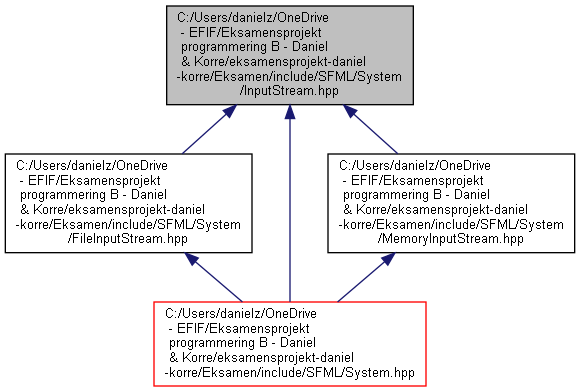 C:/Users/danielz/OneDrive
- EFIF/Eksamensprojekt
programmering B - Daniel
& Korre/eksamensprojekt-daniel
-korre/Eksamen/include/SFML/System
/InputStream.hpp
C:/Users/danielz/OneDrive
- EFIF/Eksamensprojekt
programmering B - Daniel
& Korre/eksamensprojekt-daniel
-korre/Eksamen/include/SFML/System
/FileInputStream.hpp
C:/Users/danielz/OneDrive
- EFIF/Eksamensprojekt
programmering B - Daniel
& Korre/eksamensprojekt-daniel
-korre/Eksamen/include/SFML/System
/MemoryInputStream.hpp
C:/Users/danielz/OneDrive
- EFIF/Eksamensprojekt
programmering B - Daniel
& Korre/eksamensprojekt-daniel
-korre/Eksamen/include/SFML/System.hpp